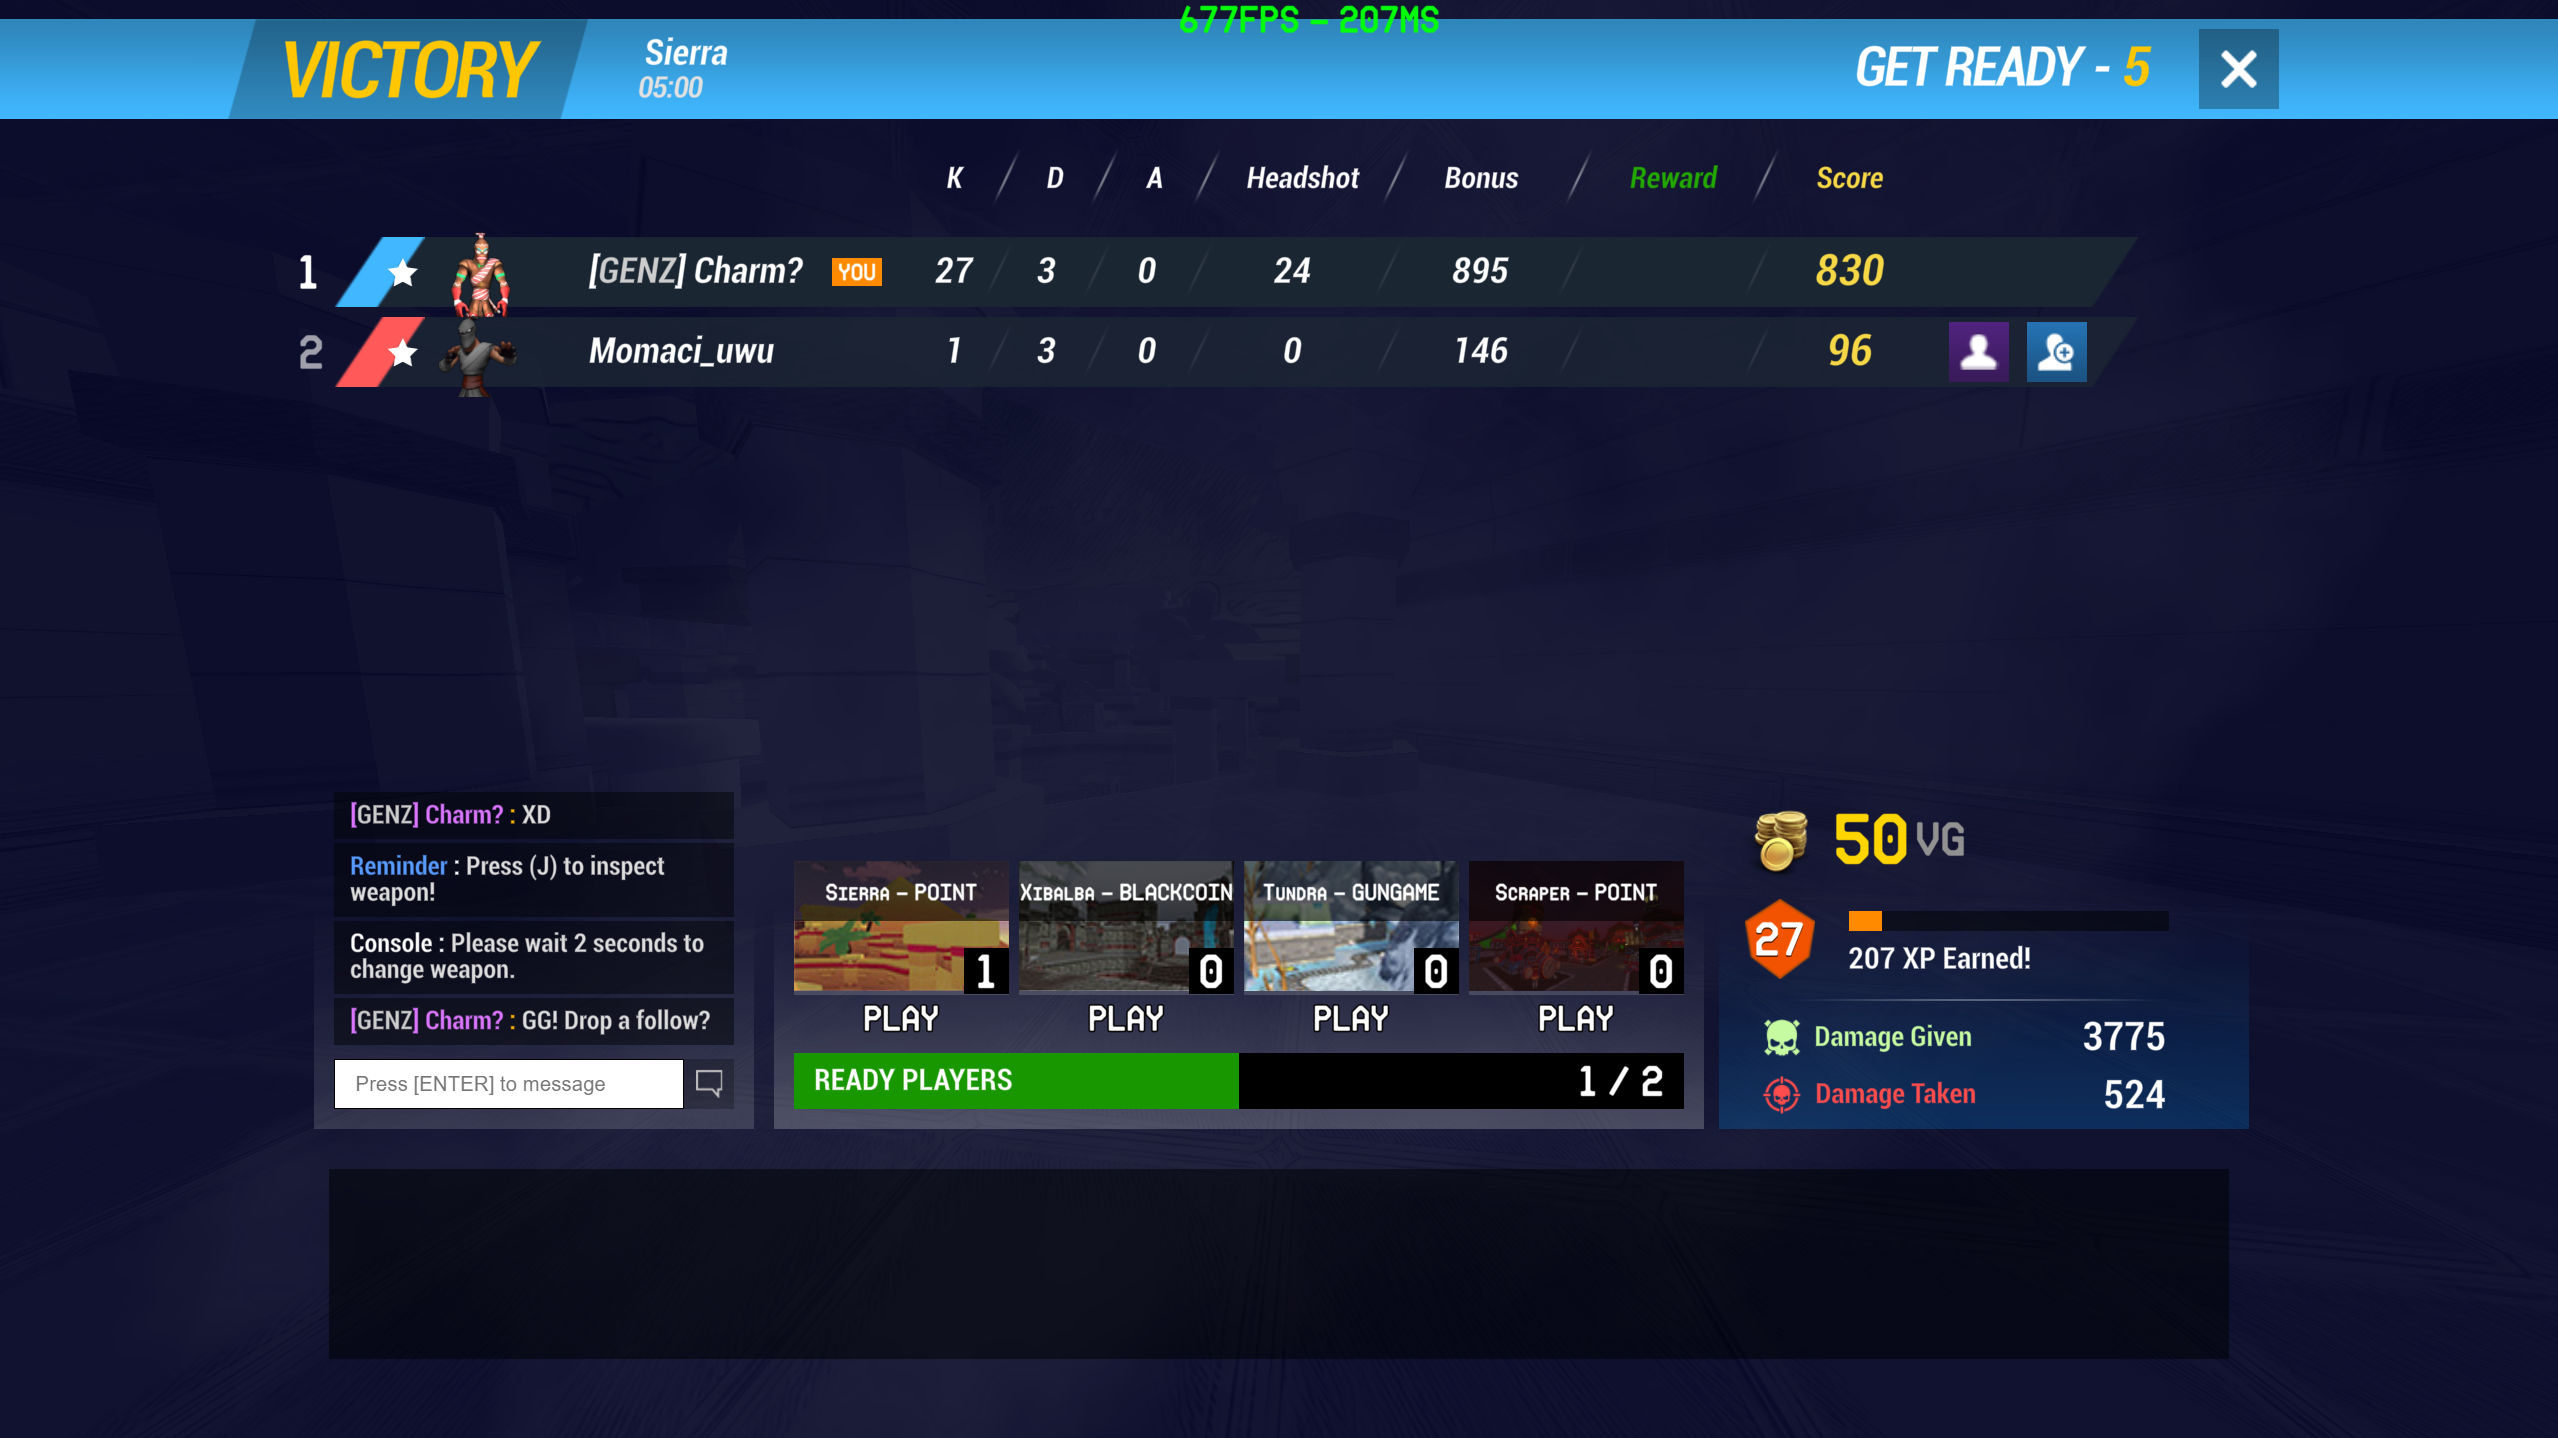 677FPS – 207MS
VICTORY
Sierra
05:00
GET READY - 5
K / D / A / Headshot / Bonus / Reward / Score
1 [GENZ] Charm? YOU 27 / 3 / 0 / 24 / 895 / / 830
2 Momaci_uwu 1 / 3 / 0 / 0 / 146 / / 96
[GENZ] Charm? : XD
Reminder : Press (J) to inspect
weapon!
Console : Please wait 2 seconds to
change weapon.
[GENZ] Charm? : GG! Drop a follow?
Press [ENTER] to message
Sierra – POINT
1
PLAY
Xibalba – BLACKCOIN
0
PLAY
Tundra – GUNGAME
0
PLAY
Scraper – POINT
0
PLAY
READY PLAYERS 1 / 2
50 VG
27
207 XP Earned!
Damage Given 3775
Damage Taken 524